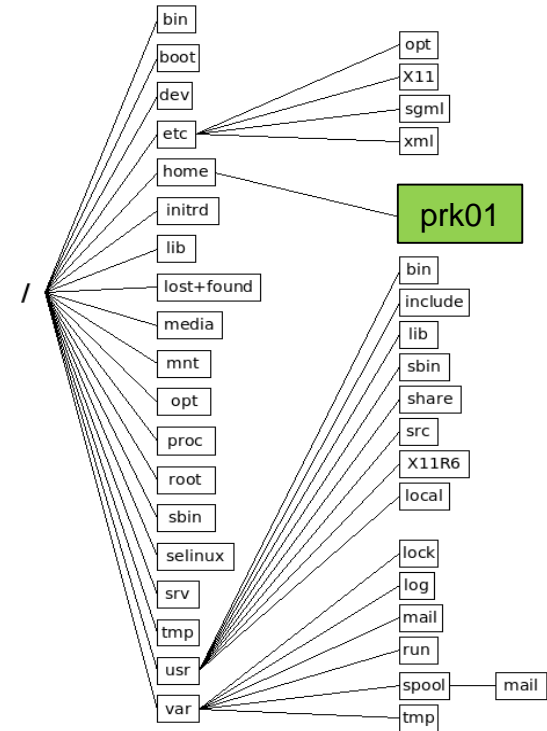 /
bin
boot
dev
etc
home
initrd
lib
lost+found
media
mnt
opt
proc
root
sbin
selinux
srv
tmp
usr
var
opt
X11
sgml
xml
prk01
bin
include
lib
sbin
share
src
X11R6
local
lock
log
mail
run
spool
mail
tmp